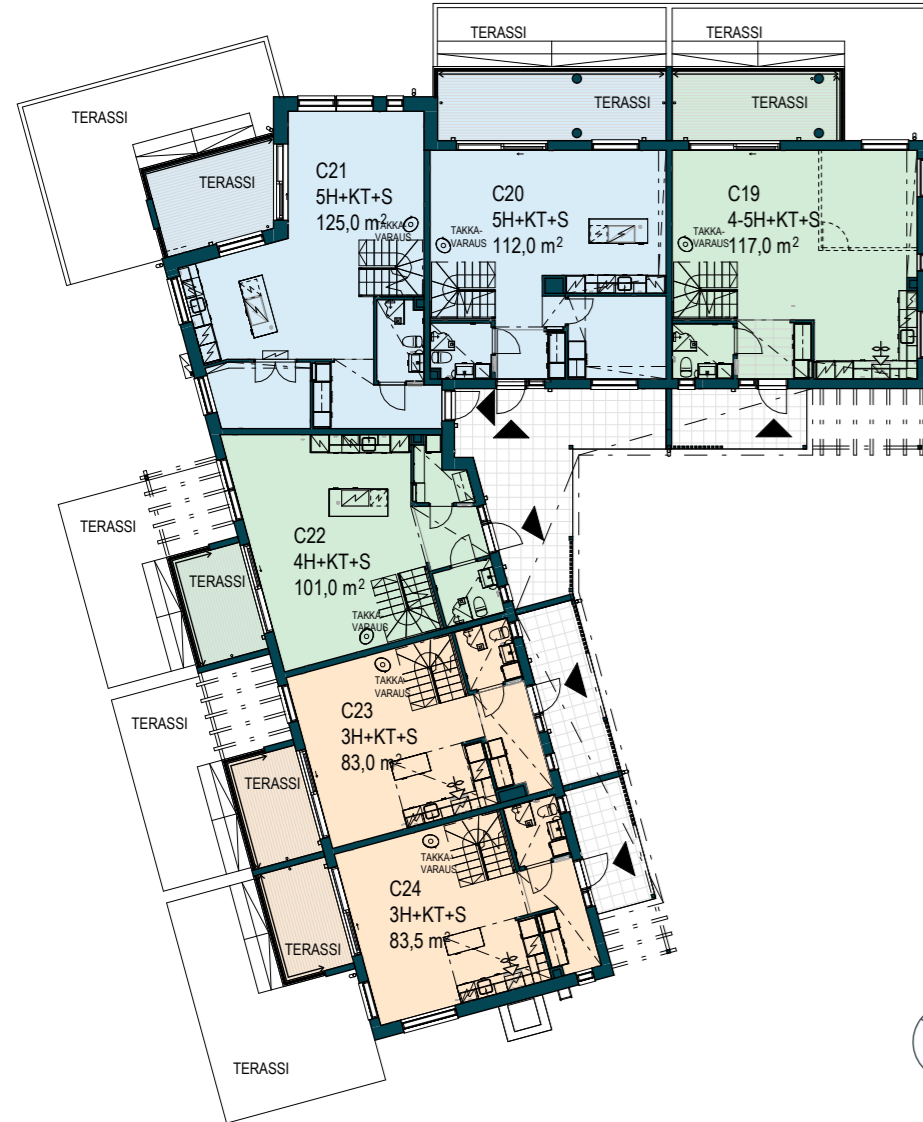 TERASSI
TERASSI
TERASSI
TERASSI
TERASSI
TERASSI
TERASSI
C21
5H+KT+S
125,0 m²
TAKKA-
VARAUS
C20
5H+KT+S
112,0 m²
TAKKA-
VARAUS
C19
4-5H+KT+S
117,0 m²
TAKKA-
VARAUS
TERASSI
TERASSI
C22
4H+KT+S
101,0 m²
TAKKA-
VARAUS
TERASSI
TERASSI
C23
3H+KT+S
83,0 m²
TAKKA-
VARAUS
TERASSI
TERASSI
C24
3H+KT+S
83,5 m²
TAKKA-
VARAUS